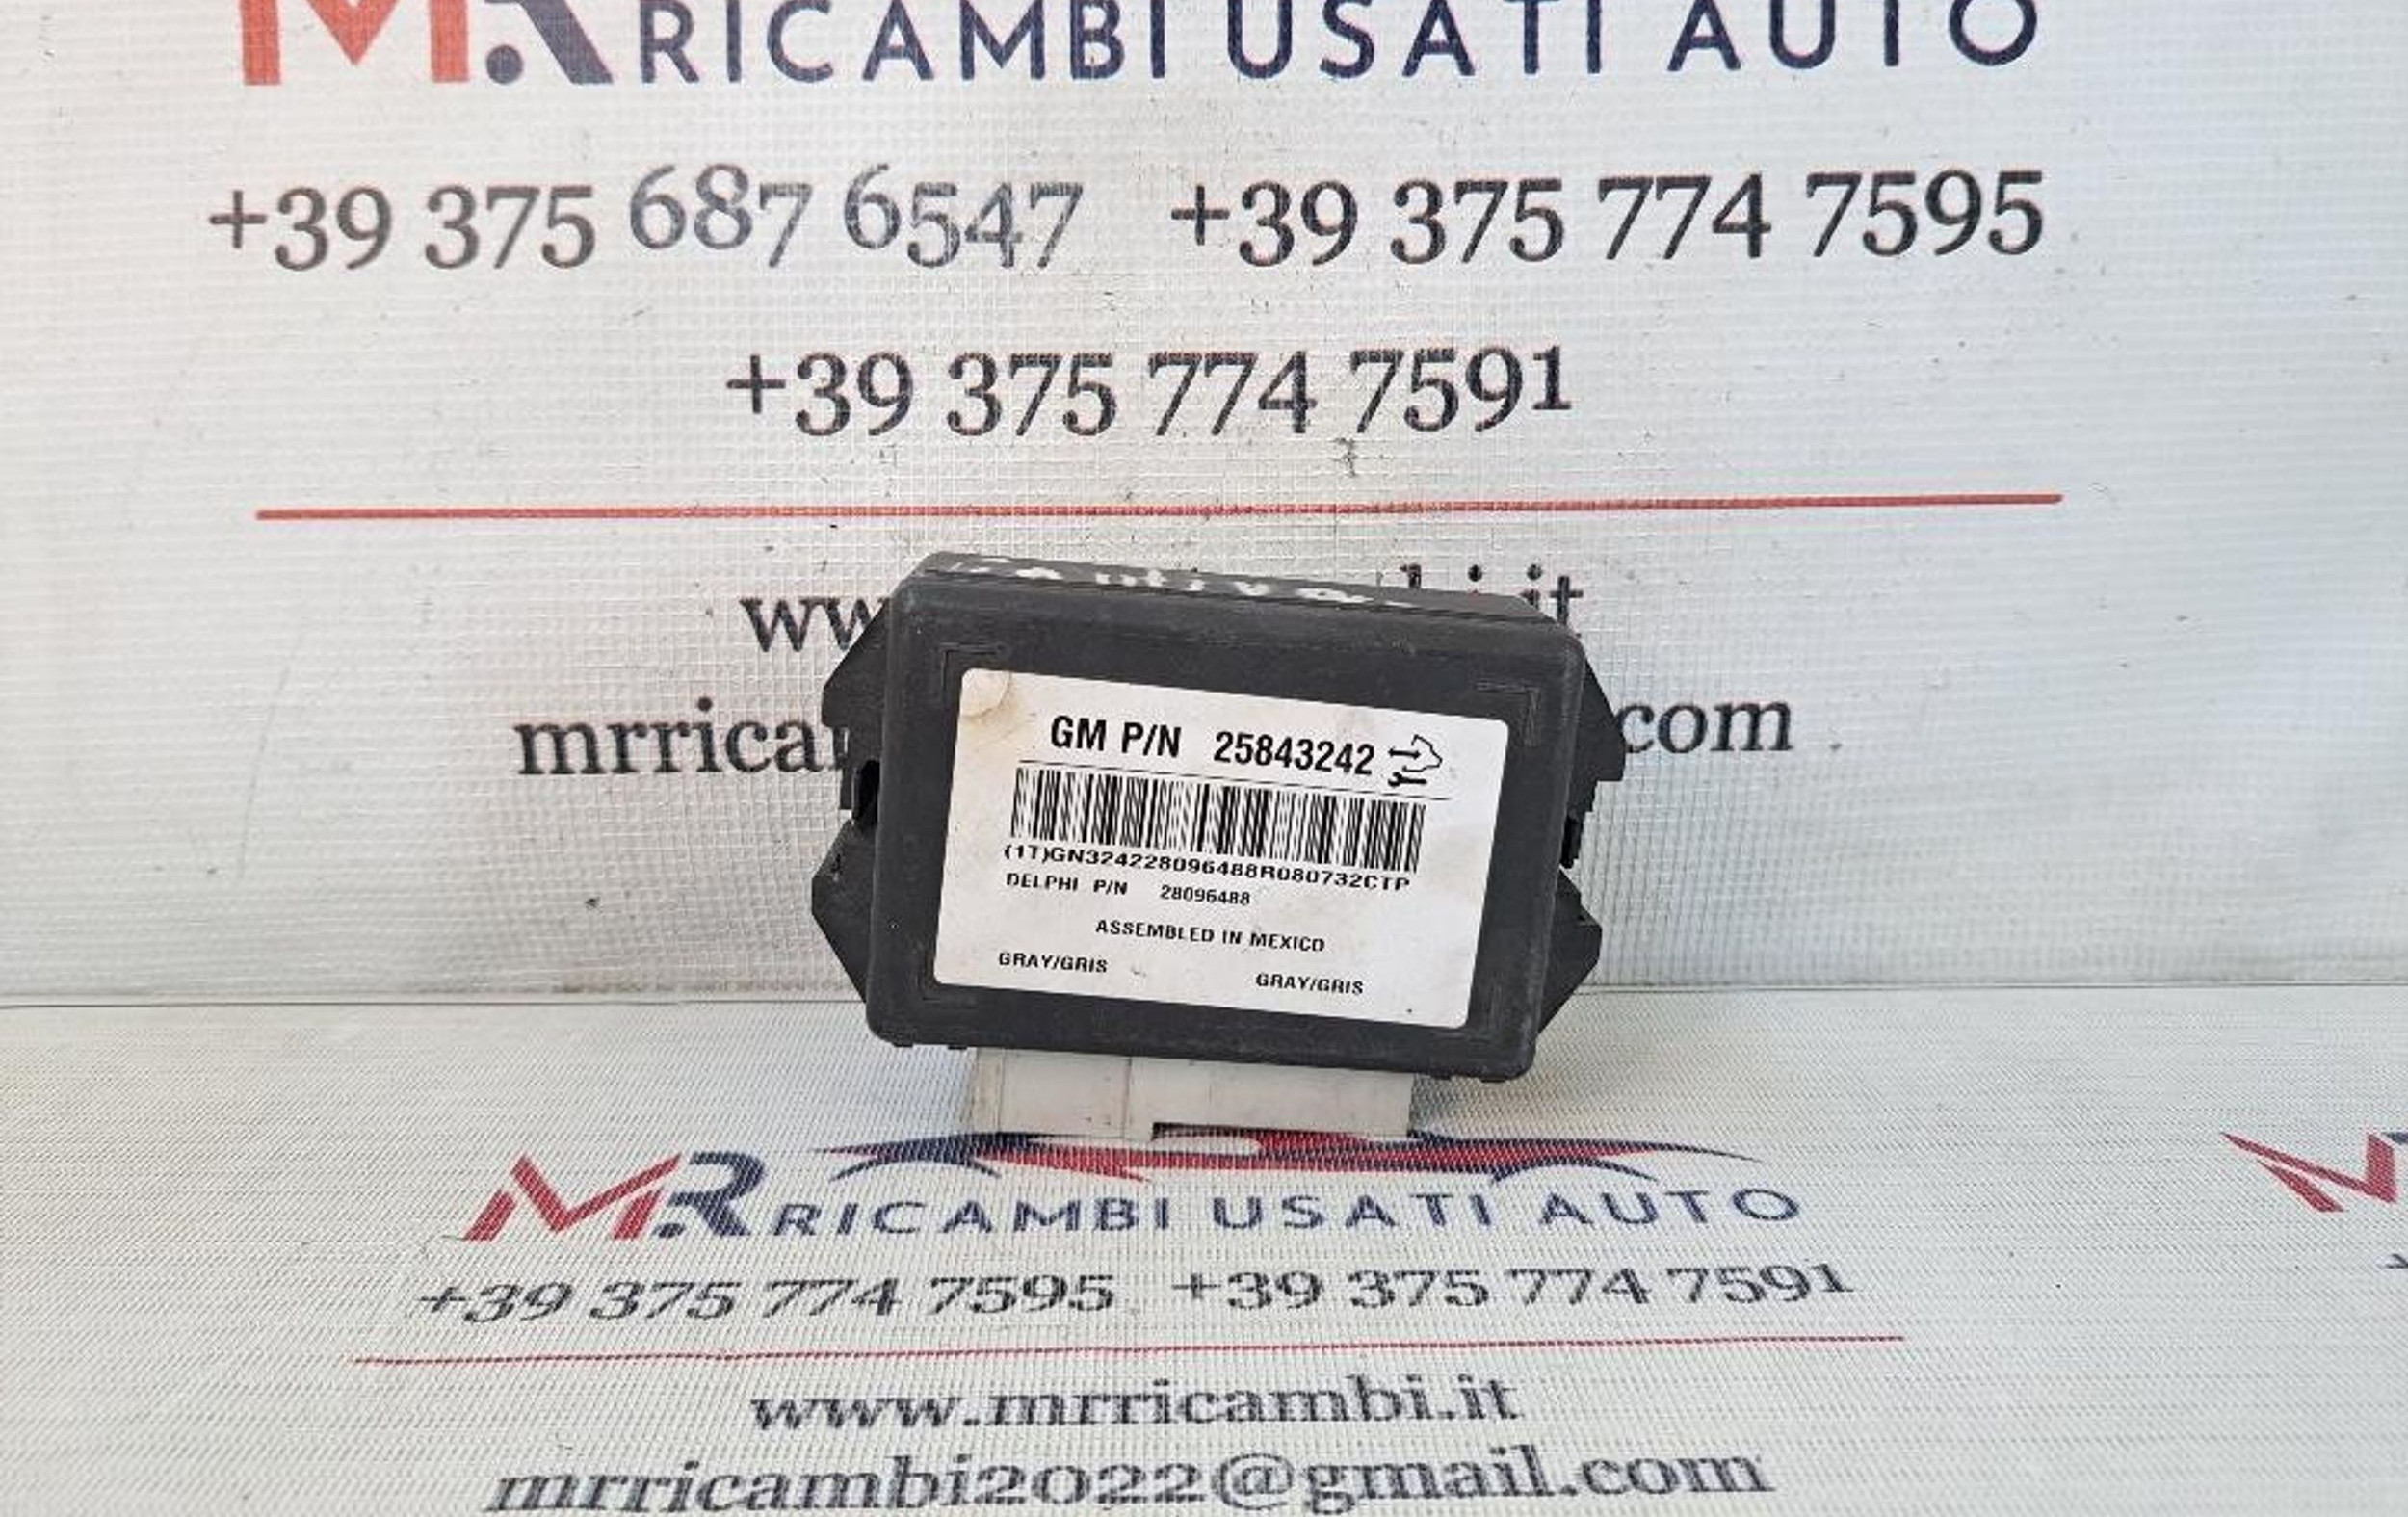 MR RICAMBI USATI AUTO
+39 375 687 6547 +39 375 774 7595
+39 375 774 7591
GM P/N 25843242
(1T)GN324228096488R080732CTP
DELPHI P/N 28096488
ASSEMBLED IN MEXICO
GRAY/GRIS GRAY/GRIS
MR RICAMBI USATI AUTO
+39 375 774 7595 +39 375 774 7591
www.mrricambi.it
mrricambi2022@gmail.com